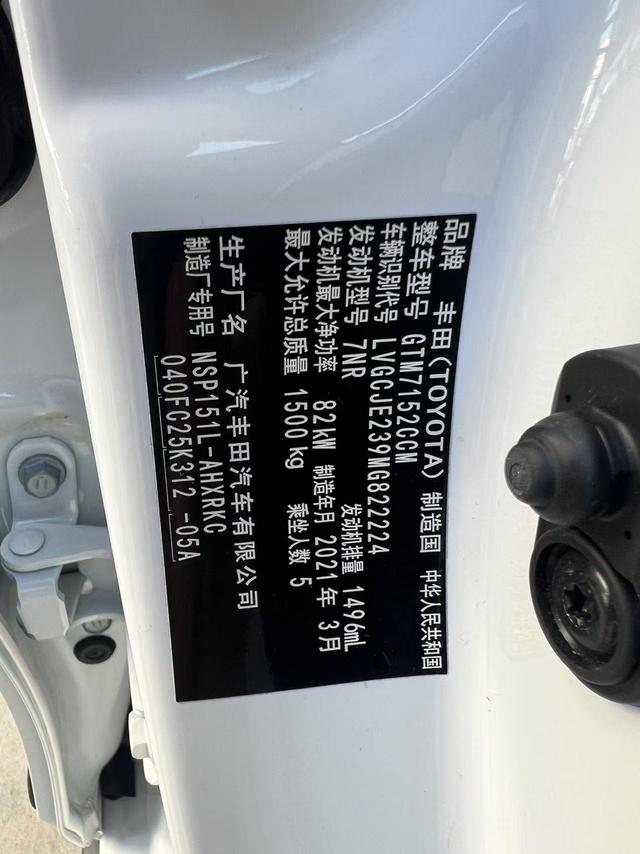 品牌 丰田(TOYOTA) 制造国 中华人民共和国
整车型号 GTM7152GCM
车辆识别代号 LVGCJE239MG822224
发动机型号 7NR 发动机排量 1496mL
发动机最大净功率 82kW 制造年月 2021年 3月
最大允许总质量 1500kg 乘坐人数 5
生产厂名 广汽丰田汽车有限公司
制造厂专用号 NSP151L-AHXRKC
040FC25K312 -05A